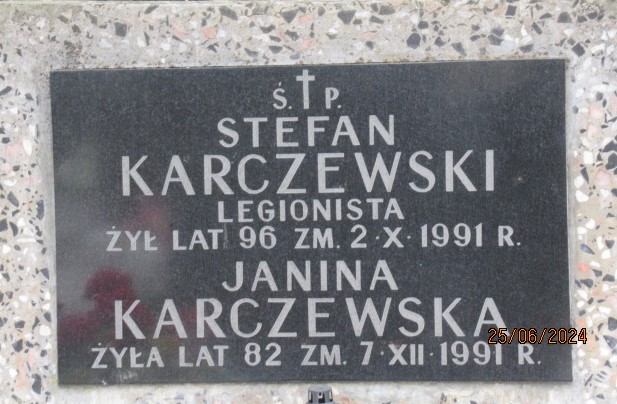 Ś.✝P.
STEFAN
KARCZEWSKI
LEGIONISTA
ŻYŁ LAT 96 ZM. 2·X·1991 R.
JANINA
KARCZEWSKA
ŻYŁA LAT 82 ZM. 7·XII·1991 R.
25/06/2024